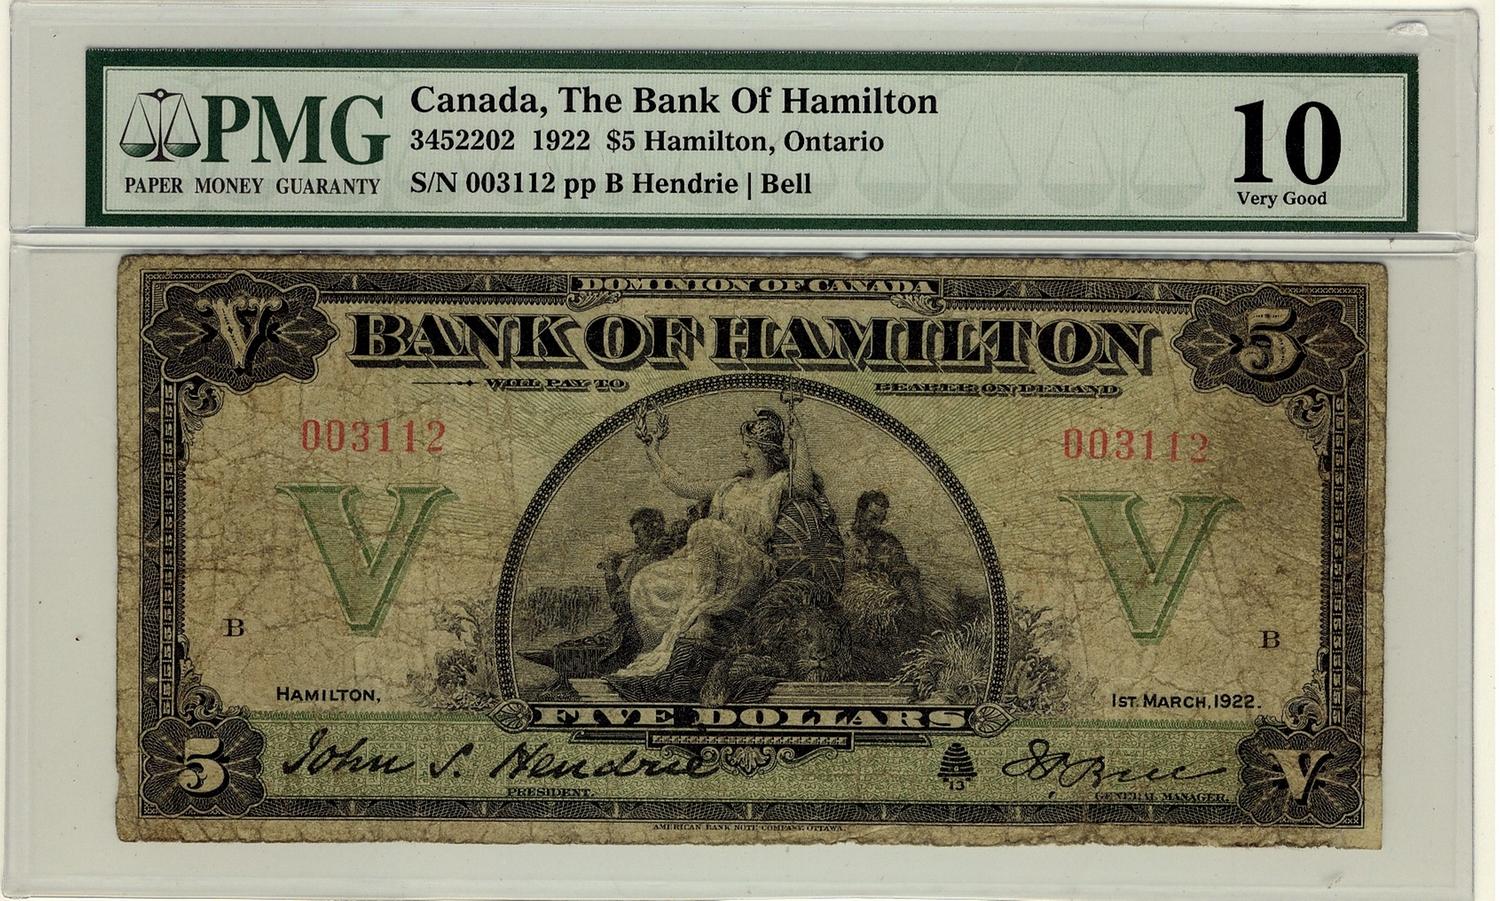 PMG
PAPER MONEY GUARANTY
Canada, The Bank Of Hamilton
3452202 1922 $5 Hamilton, Ontario
S/N 003112 pp B Hendrie | Bell
10
Very Good
DOMINION OF CANADA
V
BANK OF HAMILTON
5
WILL PAY TO
BEARER ON DEMAND
003112
003112
V
V
B
B
HAMILTON,
1ST. MARCH, 1922.
FIVE DOLLARS
5
John S. Hendrie
PRESIDENT.
"13"
GENERAL MANAGER.
V
AMERICAN BANK NOTE COMPANY, OTTAWA.